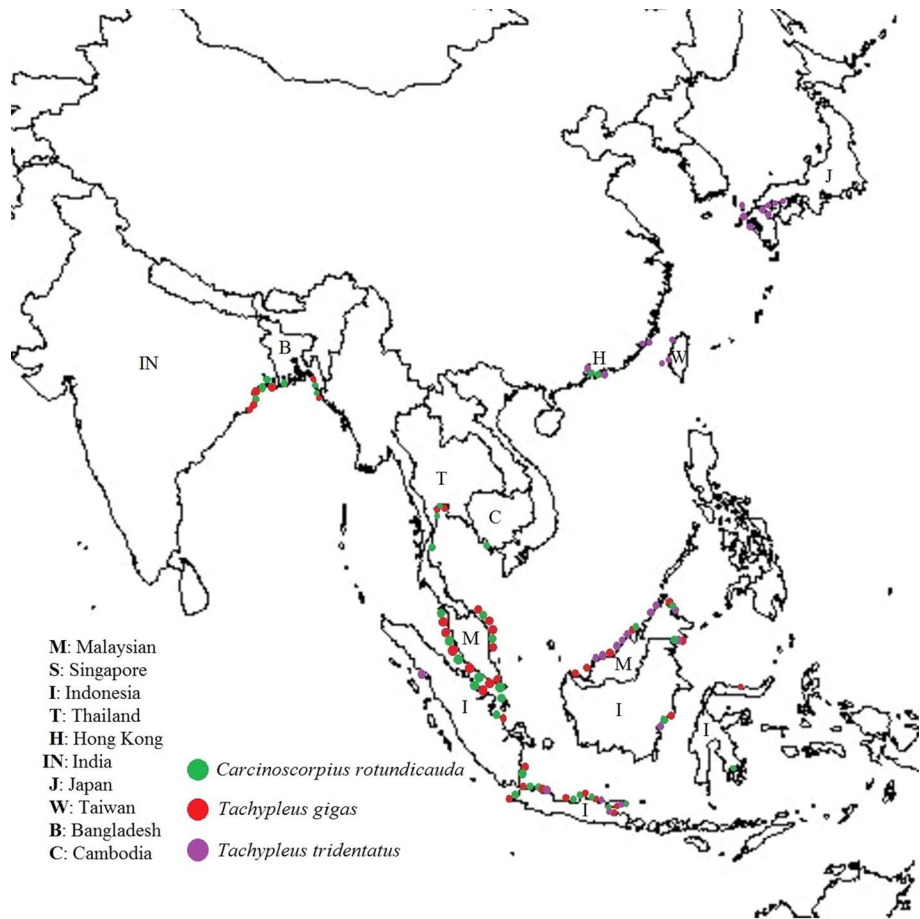 J
B
IN
H
W
T
C
M
M
I
I
I
I
M: Malaysian
S: Singapore
I: Indonesia
T: Thailand
H: Hong Kong
IN: India
J: Japan
W: Taiwan
B: Bangladesh
C: Cambodia
Carcinoscorpius rotundicauda
Tachypleus gigas
Tachypleus tridentatus